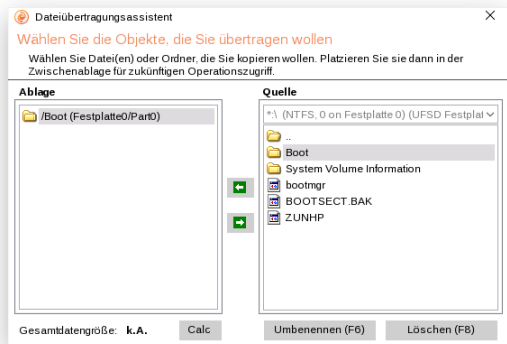 Dateiübertragungsassistent
Wählen Sie die Objekte, die Sie übertragen wollen
Wählen Sie Datei(en) oder Ordner, die Sie kopieren wollen. Platzieren Sie sie dann in der
Zwischenablage für zukünftigen Operationszugriff.
Ablage
/Boot (Festplatte0/Part0)
Quelle
*:\ (NTFS, 0 on Festplatte 0) (UFSD Festplat
..
Boot
System Volume Information
bootmgr
BOOTSECT.BAK
ZUNHP
Gesamtdatengröße: k.A.
Calc
Umbenennen (F6)
Löschen (F8)